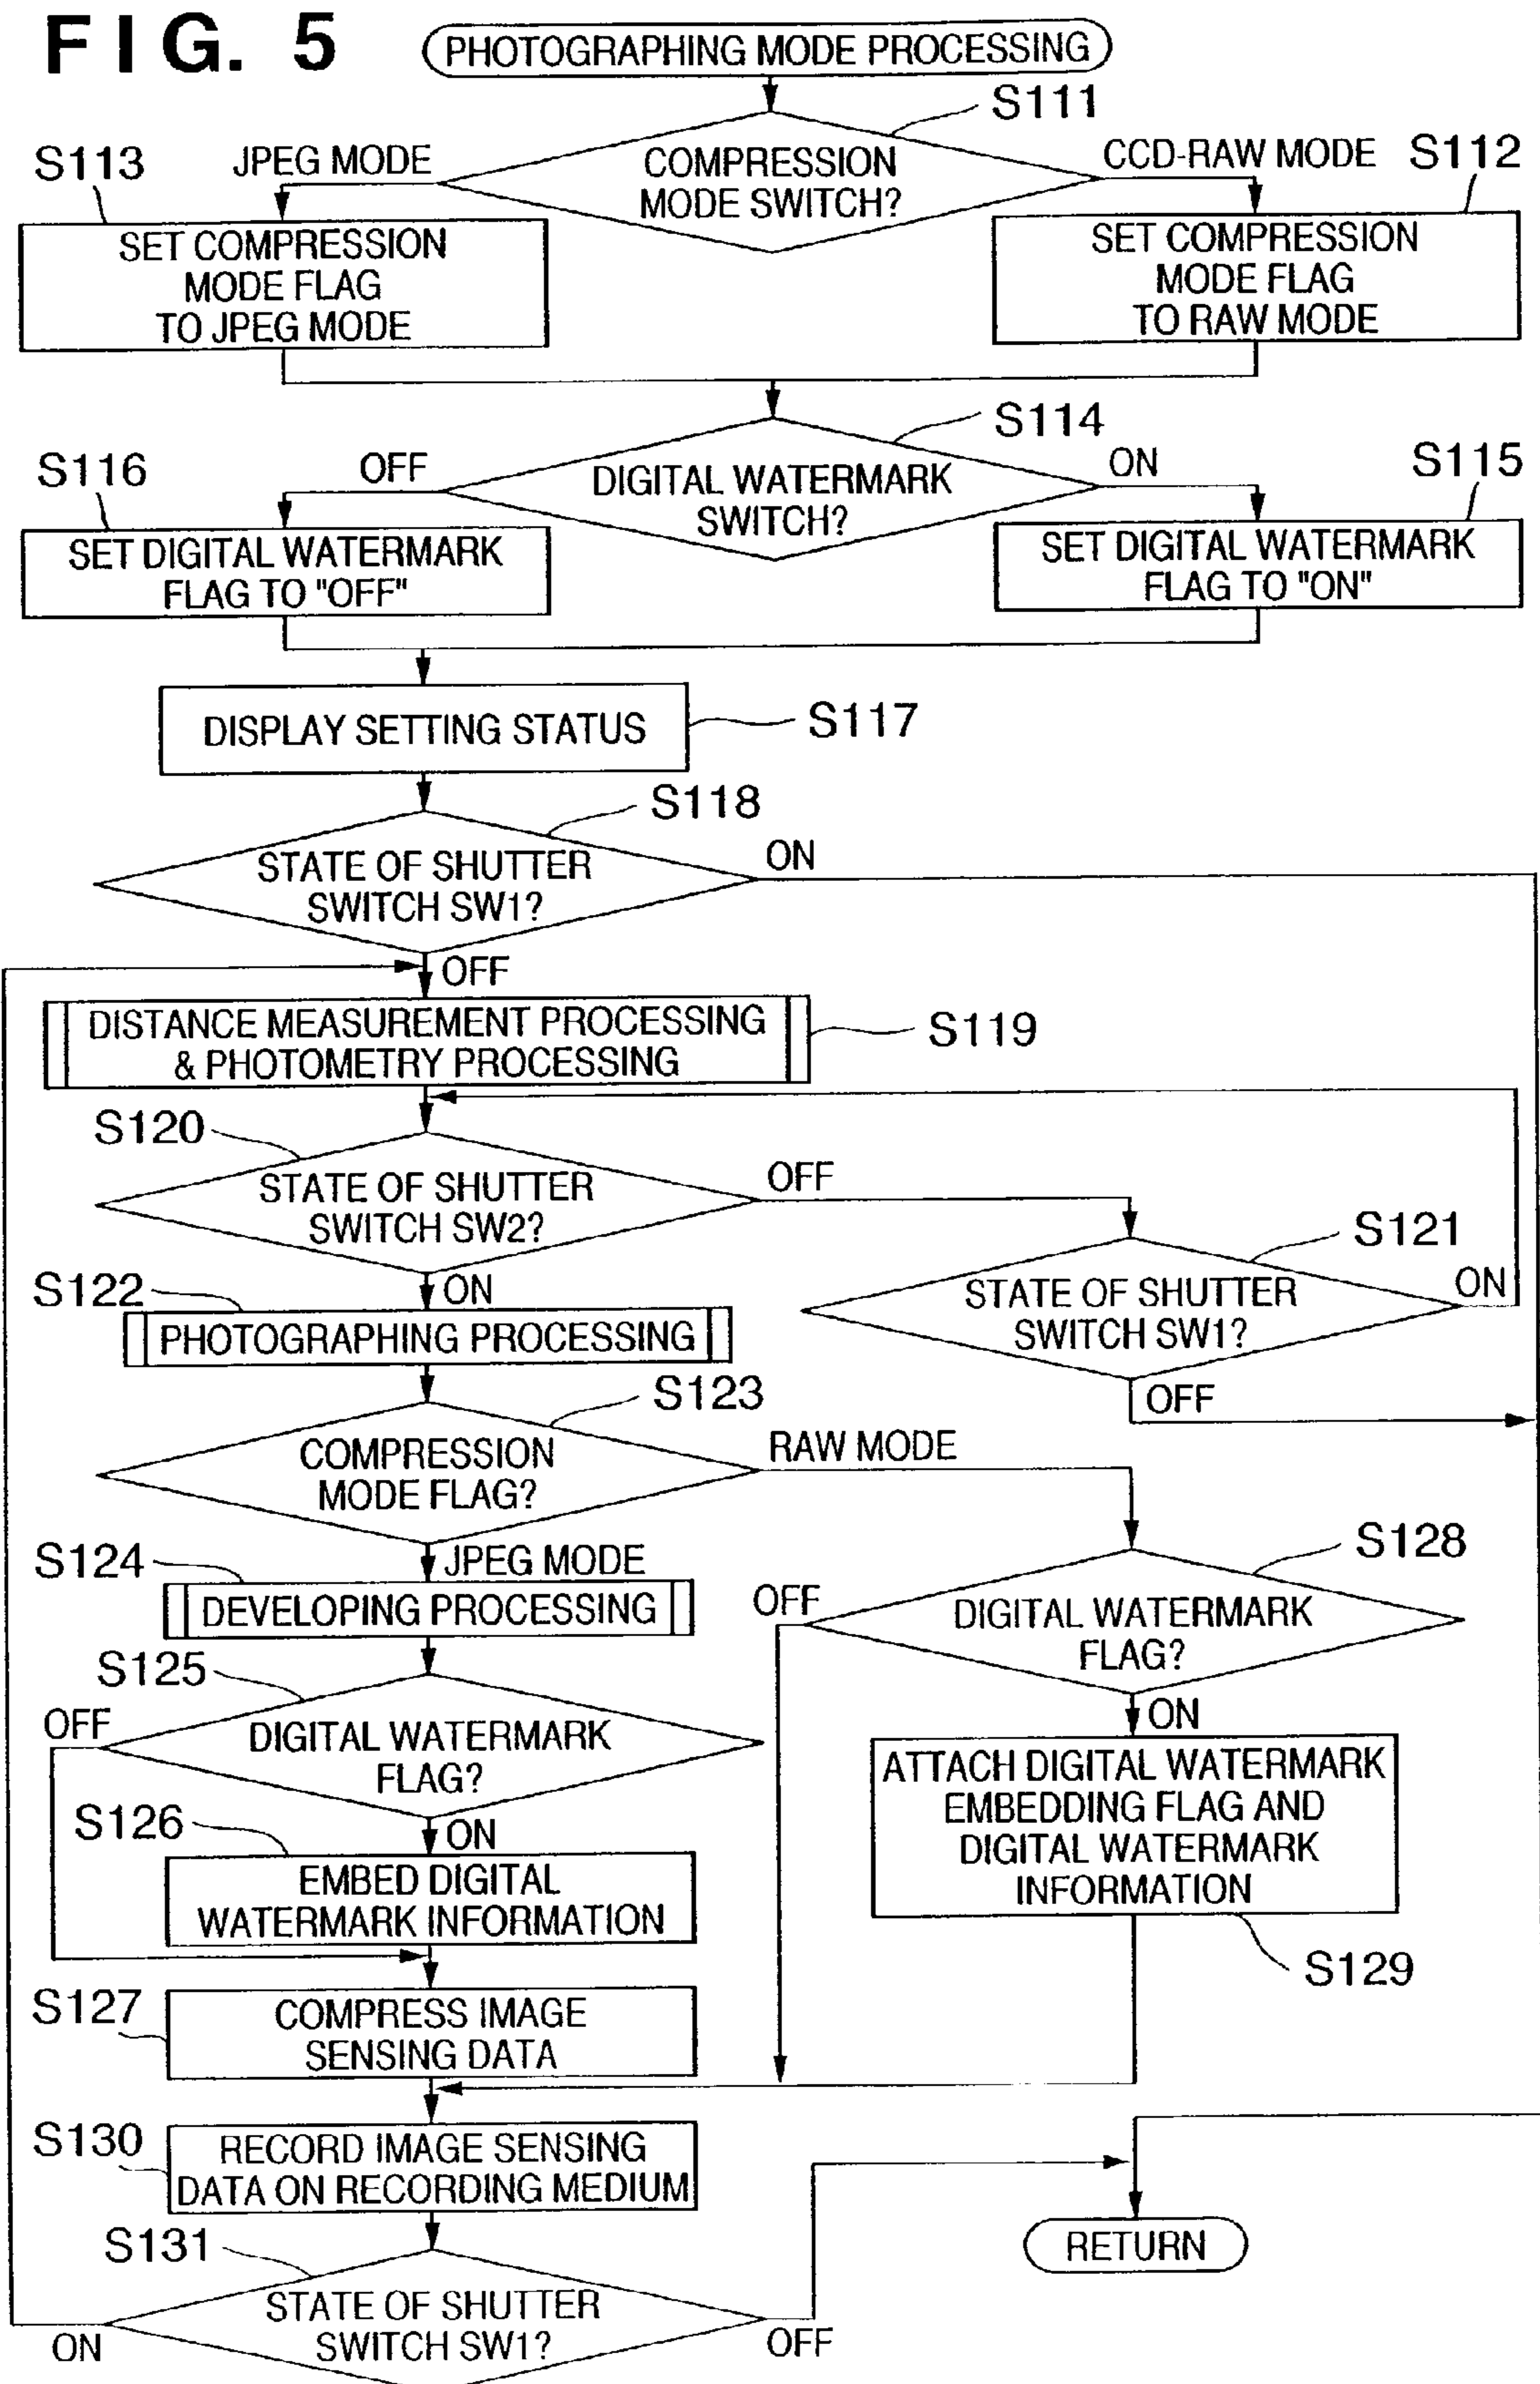 FIG. 5
PHOTOGRAPHING MODE PROCESSING
S111
COMPRESSION
MODE SWITCH?
JPEG MODE
CCD-RAW MODE
S113
SET COMPRESSION
MODE FLAG
TO JPEG MODE
S112
SET COMPRESSION
MODE FLAG
TO RAW MODE
S114
DIGITAL WATERMARK
SWITCH?
OFF
ON
S116
SET DIGITAL WATERMARK
FLAG TO "OFF"
S115
SET DIGITAL WATERMARK
FLAG TO "ON"
DISPLAY SETTING STATUS
S117
S118
STATE OF SHUTTER
SWITCH SW1?
ON
OFF
DISTANCE MEASUREMENT PROCESSING
& PHOTOMETRY PROCESSING
S119
S120
STATE OF SHUTTER
SWITCH SW2?
OFF
ON
S121
STATE OF SHUTTER
SWITCH SW1?
ON
OFF
S122
PHOTOGRAPHING PROCESSING
S123
COMPRESSION
MODE FLAG?
RAW MODE
JPEG MODE
S124
DEVELOPING PROCESSING
S128
DIGITAL WATERMARK
FLAG?
OFF
ON
S125
DIGITAL WATERMARK
FLAG?
OFF
ON
ATTACH DIGITAL WATERMARK
EMBEDDING FLAG AND
DIGITAL WATERMARK
INFORMATION
S129
S126
EMBED DIGITAL
WATERMARK INFORMATION
S127
COMPRESS IMAGE
SENSING DATA
S130
RECORD IMAGE SENSING
DATA ON RECORDING MEDIUM
S131
STATE OF SHUTTER
SWITCH SW1?
ON
OFF
RETURN